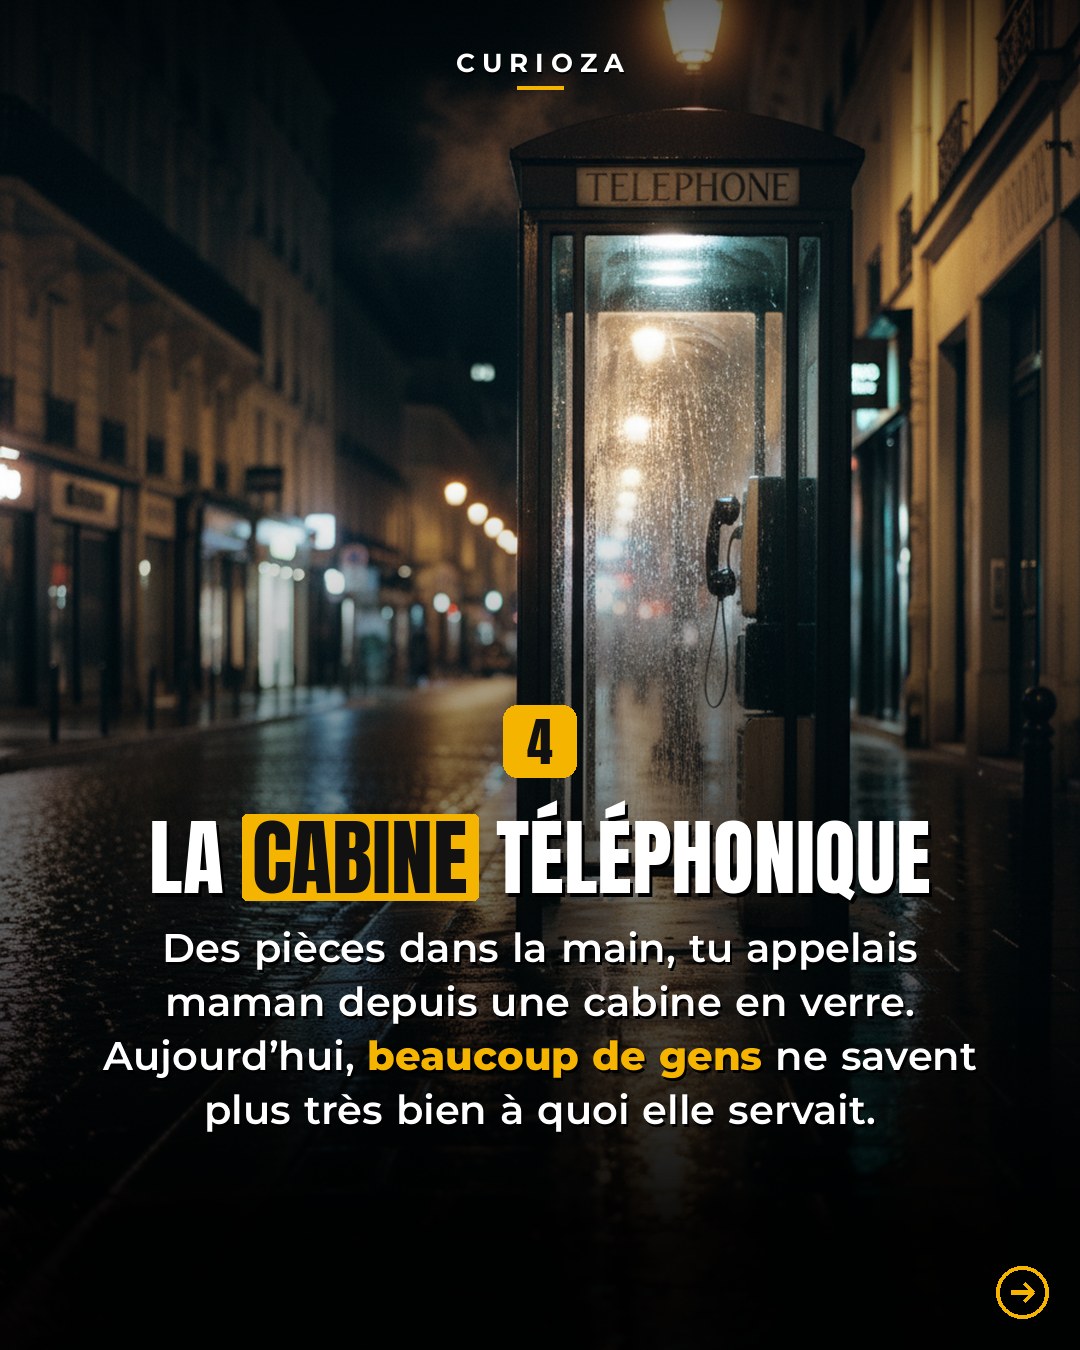 CURIOZA
TELEPHONE
4
LA CABINE TÉLÉPHONIQUE
Des pièces dans la main, tu appelais
maman depuis une cabine en verre.
Aujourd’hui, beaucoup de gens ne savent
plus très bien à quoi elle servait.